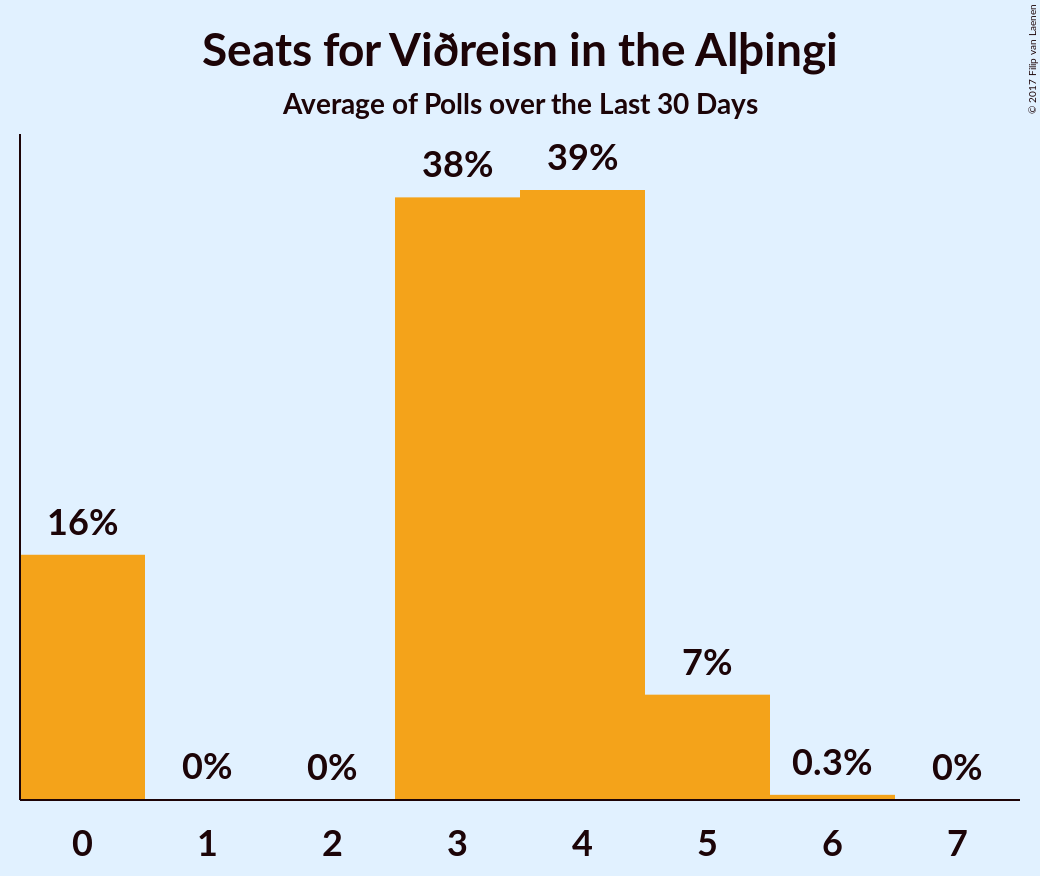 Seats for Viðreisn in the Alþingi
Average of Polls over the Last 30 Days
© 2017 Filip van Laenen
38%
39%
16%
7%
0%
0%
0.3%
0%
0 1 2 3 4 5 6 7